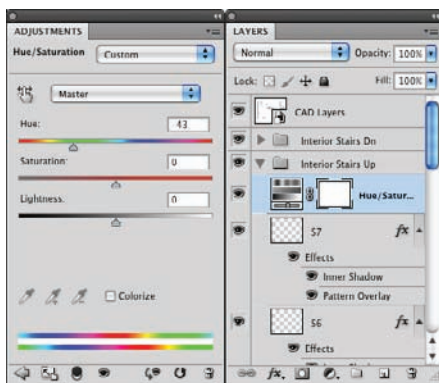 ADJUSTMENTS
Hue/Saturation Custom
Master
Hue: 43
Saturation: 0
Lightness: 0
Colorize
LAYERS
Normal Opacity: 100%
Lock: Fill: 100%
CAD Layers
Interior Stairs Dn
Interior Stairs Up
Hue/Satur...
S7 fx
Effects
Inner Shadow
Pattern Overlay
S6 fx
Effects
fx.